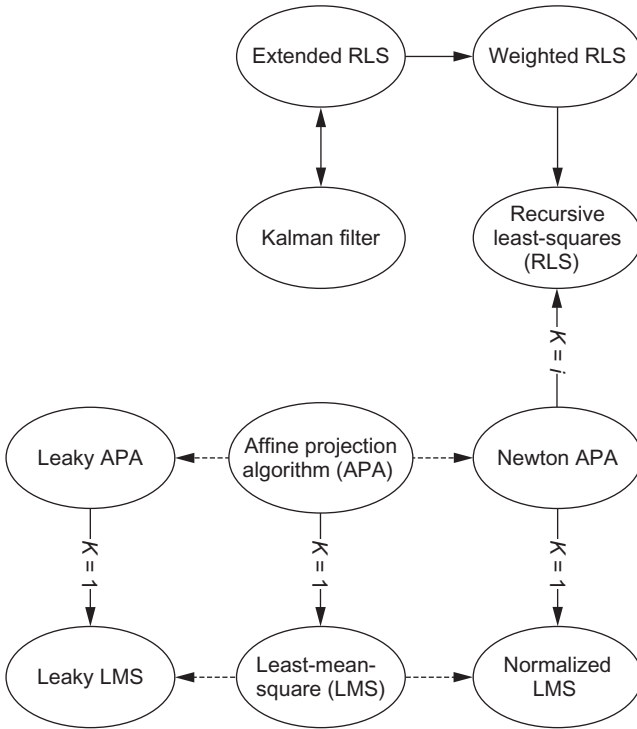 Extended RLS
Weighted RLS
Kalman filter
Recursive
least-squares
(RLS)
K = i
Leaky APA
Affine projection
algorithm (APA)
Newton APA
K = 1
K = 1
K = 1
Leaky LMS
Least-mean-
square (LMS)
Normalized
LMS